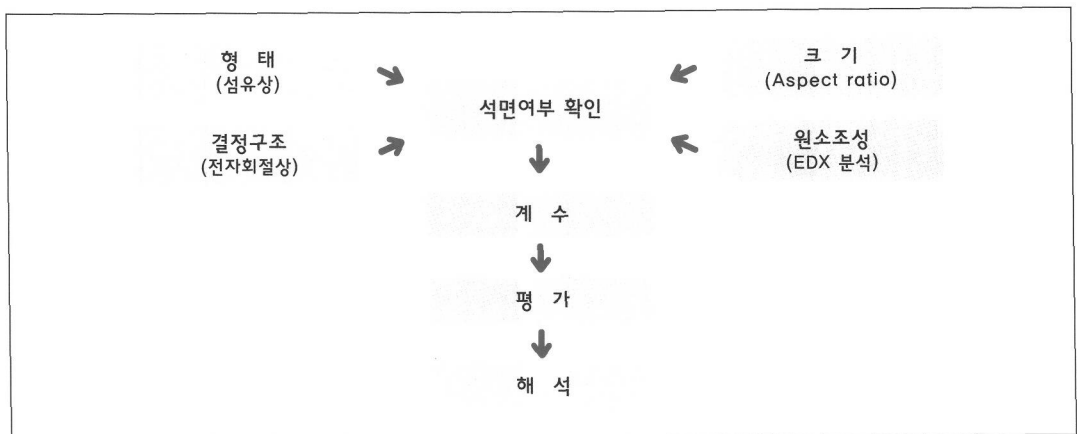 형 태
(섬유상)
크 기
(Aspect ratio)
석면여부 확인
결정구조
(전자회절상)
원소조성
(EDX 분석)
계 수
평 가
해 석